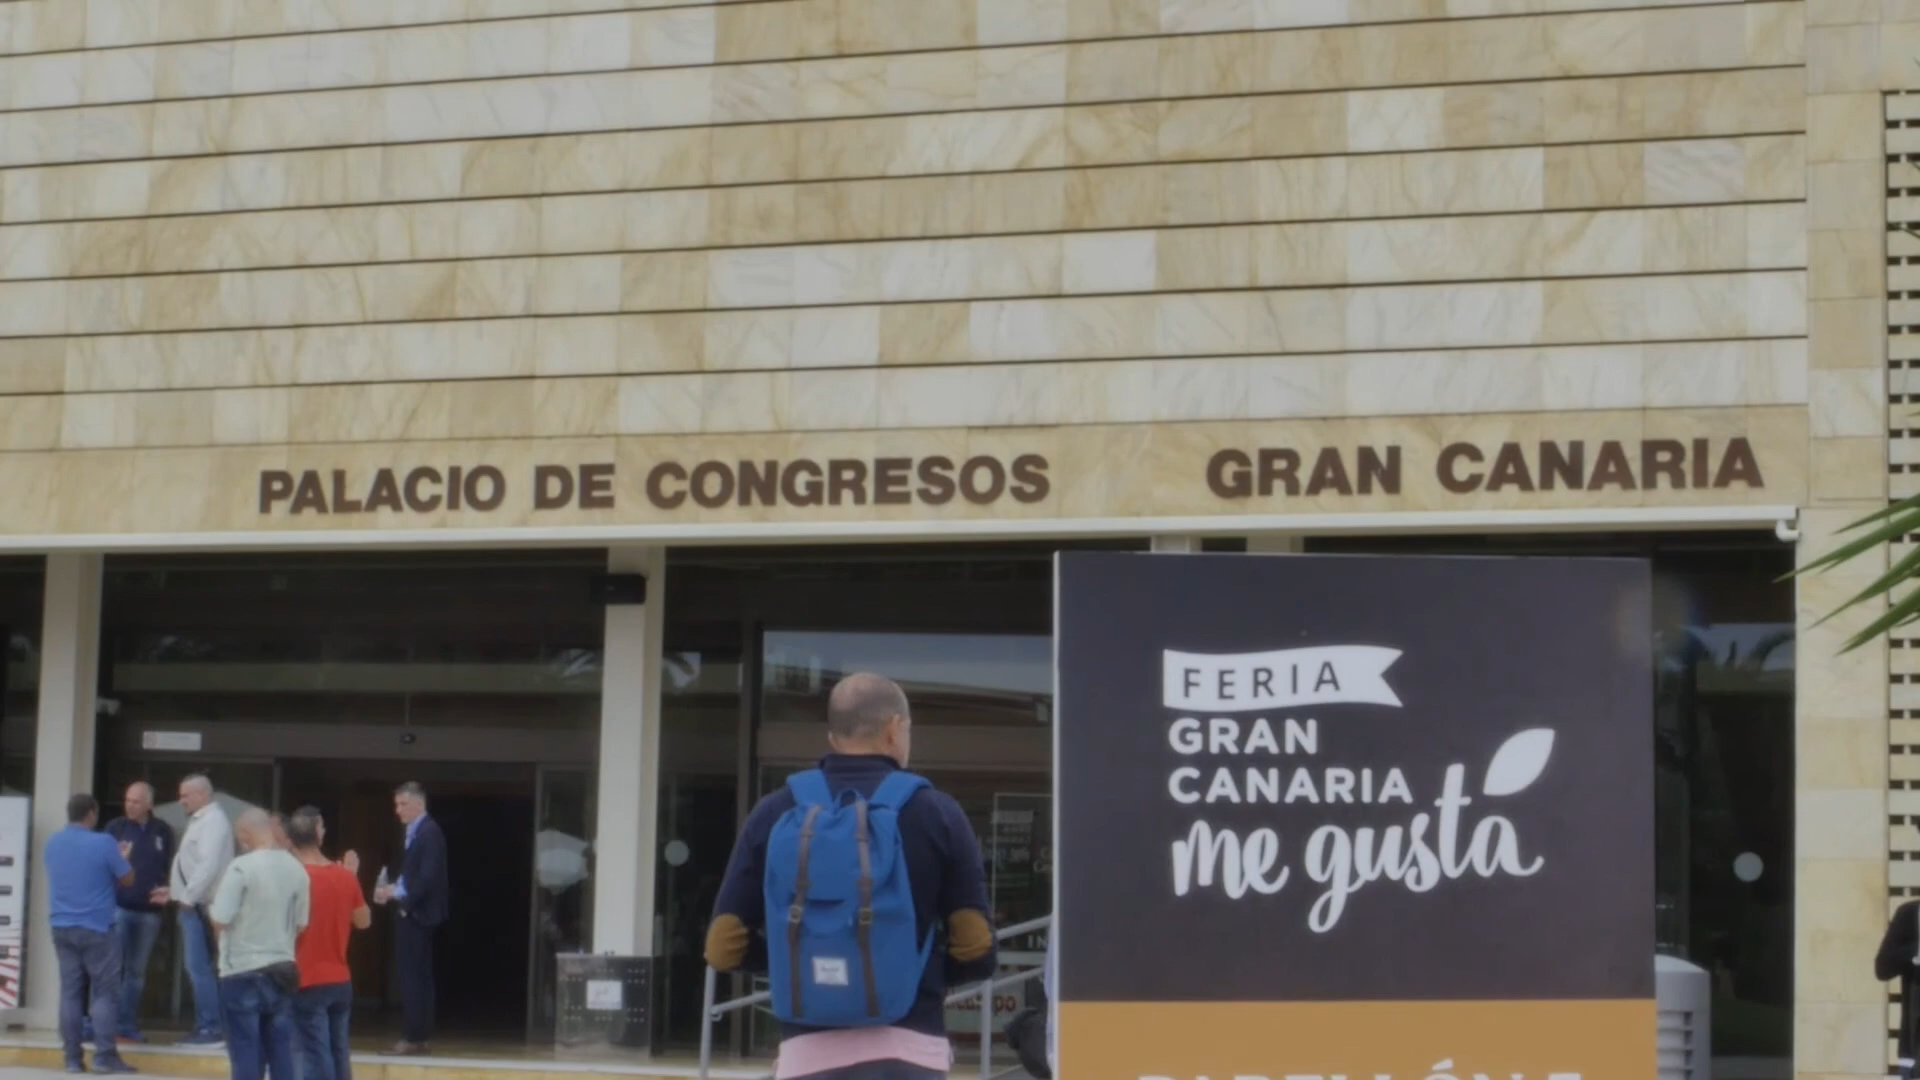 PALACIO DE CONGRESOS GRAN CANARIA
FERIA
GRAN
CANARIA
me gusta